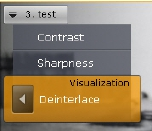 3. test
Contrast
Sharpness
Visualization
Deinterlace